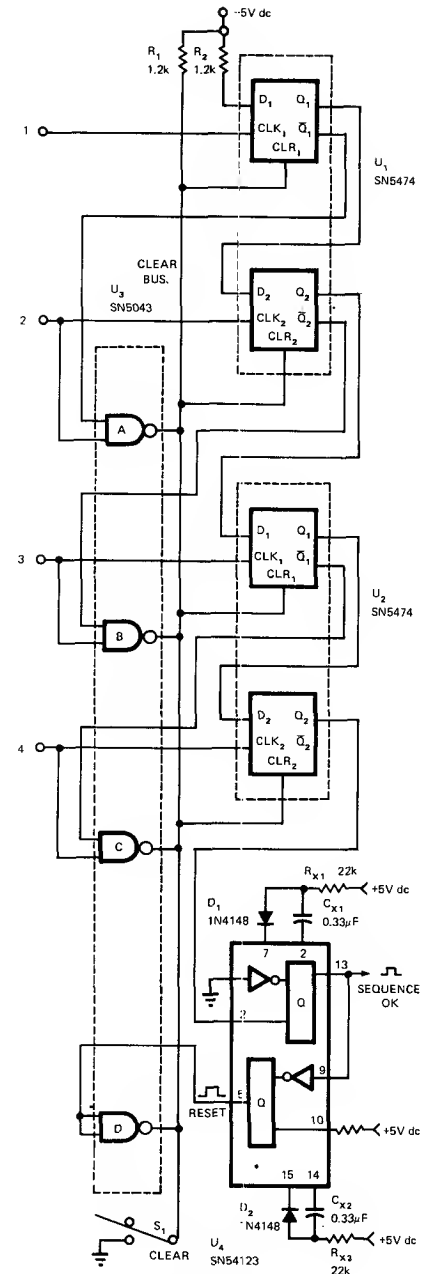 -5V dc
R1 R2
1.2k 1.2k
D1 Q1
1
CLK1 Q̅1
CLR1
U1
SN5474
CLEAR
BUS.
U3
SN5043
D2 Q2
2
CLK2 Q̅2
CLR2
A
D1 Q1
3
CLK1 Q̅1
CLR1
U2
SN5474
B
D2 Q2
4
CLK2 Q̅2
CLR2
C
RX1 22k
+5V dc
D1
1N4148
CX1
0.33µF
7 2
13
Q
SEQUENCE
OK
2
9
5
Q
RESET
10
+5V dc
D
15 14
S1
D2
1N4148
CX2
0.33µF
CLEAR
U4
SN54123
+5V dc
RX3
22k